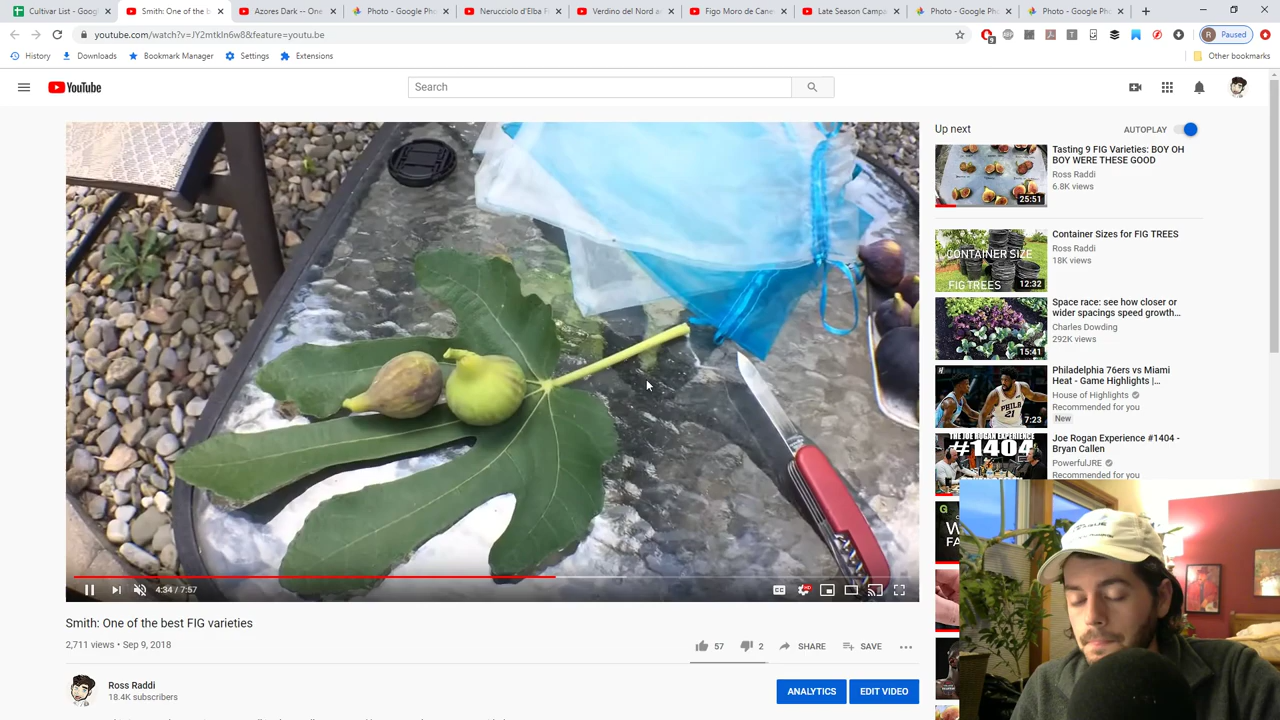 Cultivar List - Googl
Smith: One of the b
Azores Dark -- One
Photo - Google Pho
Nerucciolo d'Elba F
Verdino del Nord a
Figo Moro de Cane
Late Season Camp
Photo - Google Ph
Photo - Google Ph
youtube.com/watch?v=JY2mtkIn6w8&feature=youtu.be
R Paused
History
Downloads
Bookmark Manager
Settings
Extensions
Other bookmarks
YouTube
Search
Up next
AUTOPLAY
Tasting 9 FIG Varieties: BOY OH
BOY WERE THESE GOOD
Ross Raddi
6.8K views
25:51
CONTAINER SIZE
FIG TREES
12:32
Container Sizes for FIG TREES
Ross Raddi
18K views
Space race: see how closer or
wider spacings speed growth...
Charles Dowding
292K views
15:41
Philadelphia 76ers vs Miami
Heat - Game Highlights |...
House of Highlights
Recommended for you
New
7:23
THE JOE ROGAN EXPERIENCE
#1404
Joe Rogan Experience #1404 -
Bryan Callen
PowerfulJRE
Recommended for you
4:34 / 7:57
CC
HD
Smith: One of the best FIG varieties
2,711 views • Sep 9, 2018
57
2
SHARE
SAVE
Ross Raddi
18.4K subscribers
ANALYTICS
EDIT VIDEO